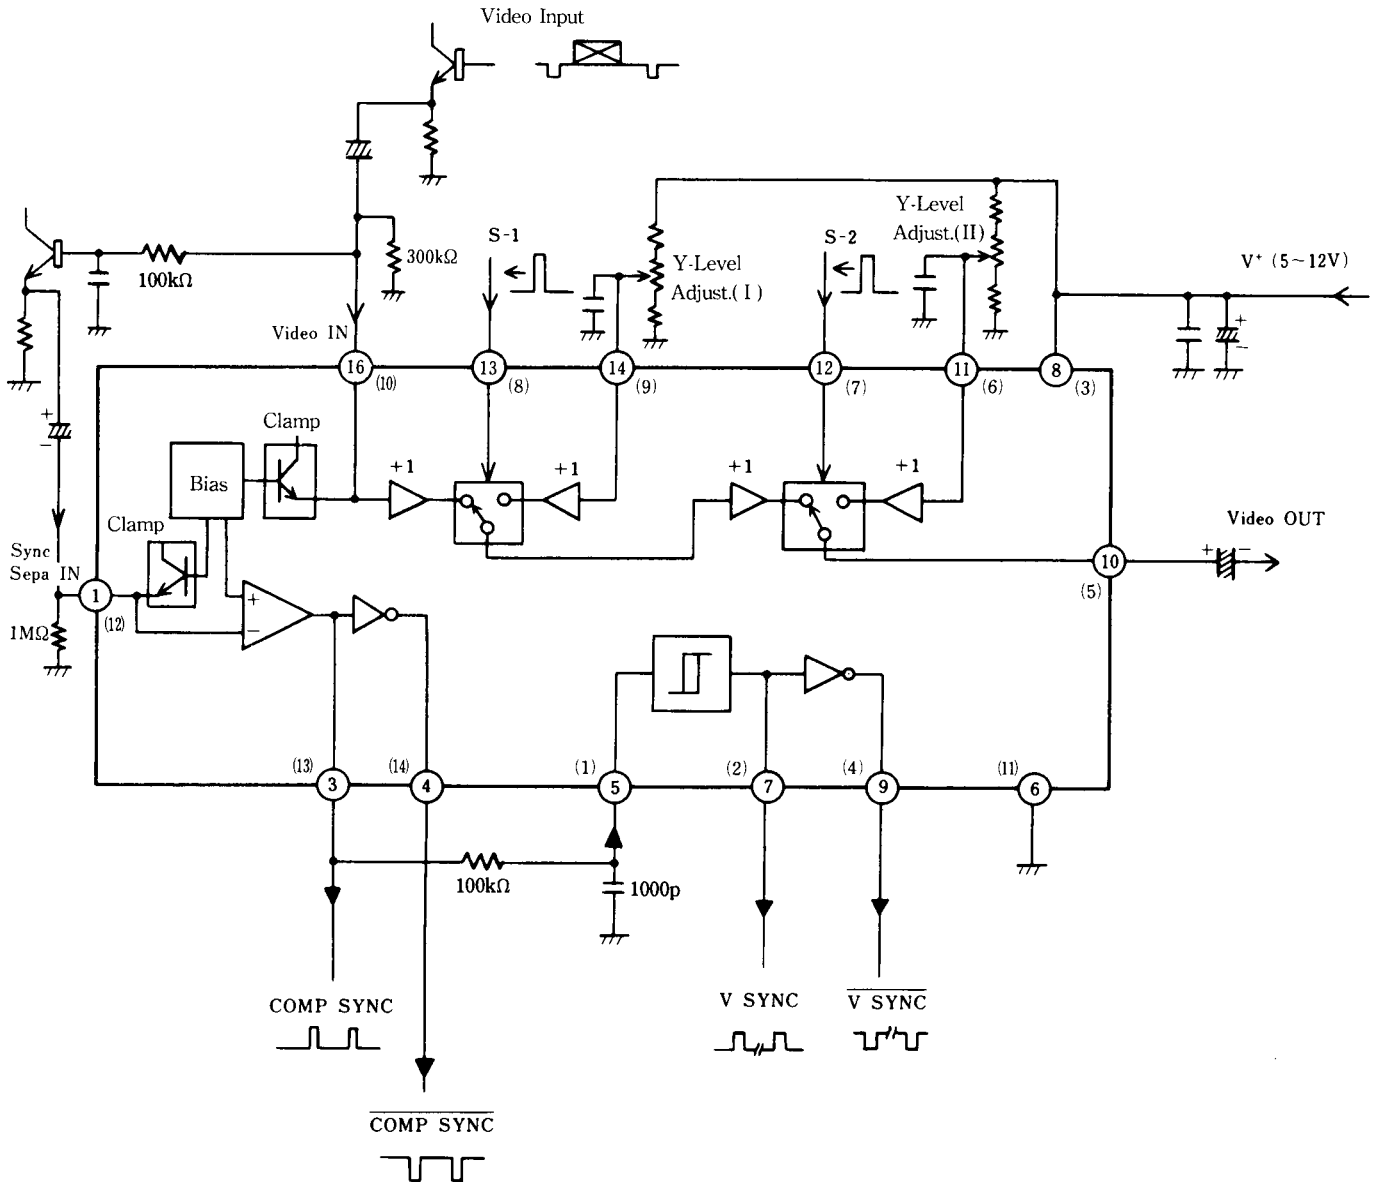 Video Input
S-1
Y-Level
Adjust.( I )
S-2
Y-Level
Adjust.(II)
V⁺ (5~12V)
100kΩ
300kΩ
Video IN
16
(10)
13
(8)
14
(9)
12
(7)
11
(6)
8
(3)
+
−
+
−
Clamp
Bias
+1
+1
+1
+1
Clamp
Sync
Sepa IN
1
(12)
1MΩ
+
−
Video OUT
+
−
10
(5)
(13)
3
(14)
4
(1)
5
(2)
7
(4)
9
(11)
6
100kΩ
1000p
COMP SYNC
V SYNC
V SYNC
COMP SYNC